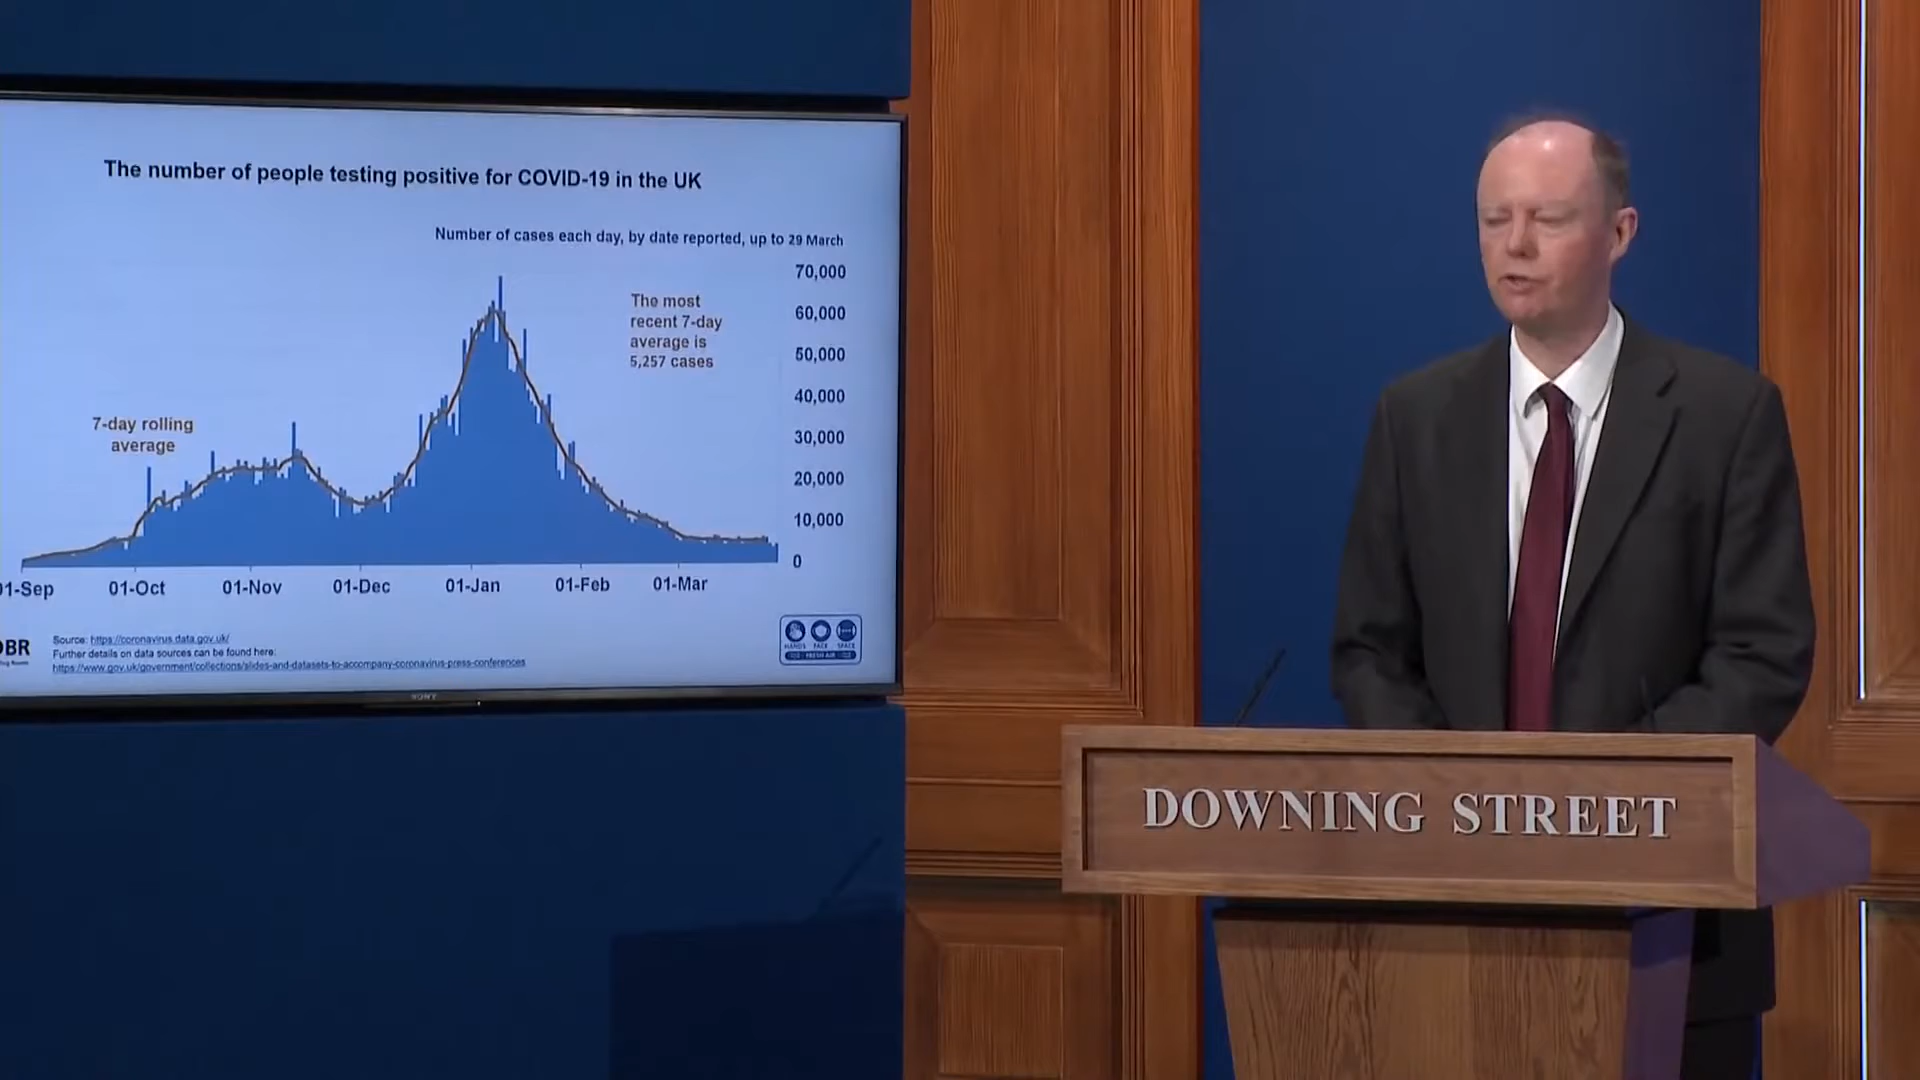 The number of people testing positive for COVID-19 in the UK
Number of cases each day, by date reported, up to 29 March
70,000
The most
recent 7-day
average is
5,257 cases
60,000
50,000
40,000
7-day rolling
average
30,000
20,000
10,000
0
01-Sep
01-Oct
01-Nov
01-Dec
01-Jan
01-Feb
01-Mar
OBR
Source: https://coronavirus.data.gov.uk/
Further details on data sources can be found here:
https://www.gov.uk/government/collections/slides-and-datasets-to-accompany-coronavirus-press-conferences
HANDS FACE SPACE
FRESH AIR
SONY
DOWNING STREET